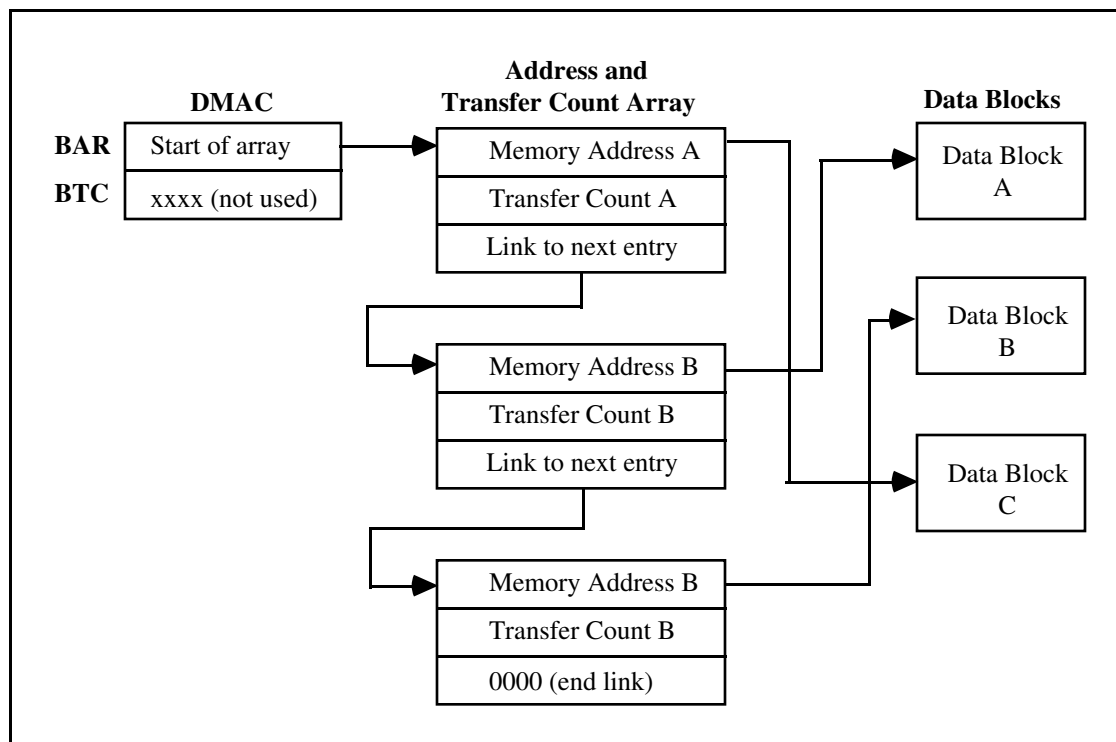 DMAC
BAR
Start of array
BTC
xxxx (not used)
Address and
Transfer Count Array
Memory Address A
Transfer Count A
Link to next entry
Memory Address B
Transfer Count B
Link to next entry
Memory Address B
Transfer Count B
0000 (end link)
Data Blocks
Data Block
A
Data Block
B
Data Block
C